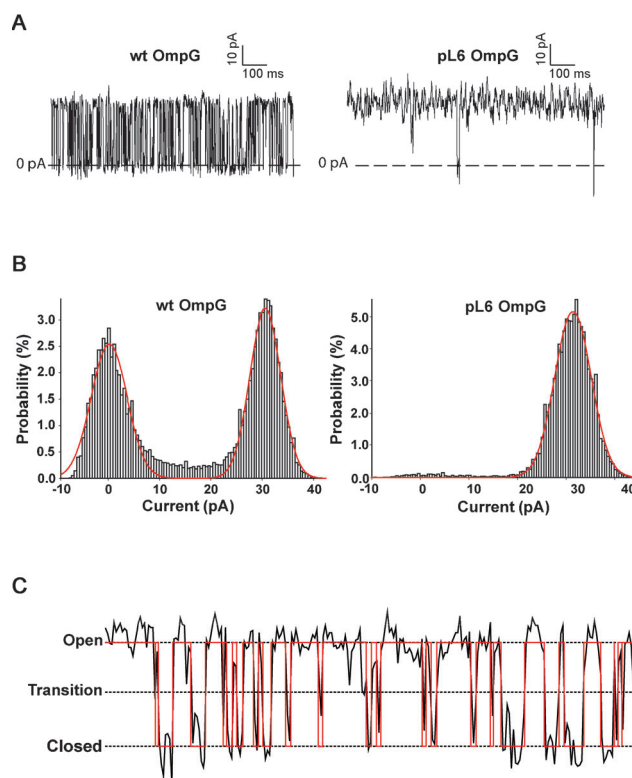 A
wt OmpG
10 pA
100 ms
pL6 OmpG
10 pA
100 ms
0 pA
0 pA
B
wt OmpG
pL6 OmpG
Probability (%)
3.0
2.5
2.0
1.5
1.0
0.5
0.0
-10 0 10 20 30 40
Current (pA)
Probability (%)
5.0
4.0
3.0
2.0
1.0
0.0
-10 0 10 20 30 40
Current (pA)
C
Open
Transition
Closed